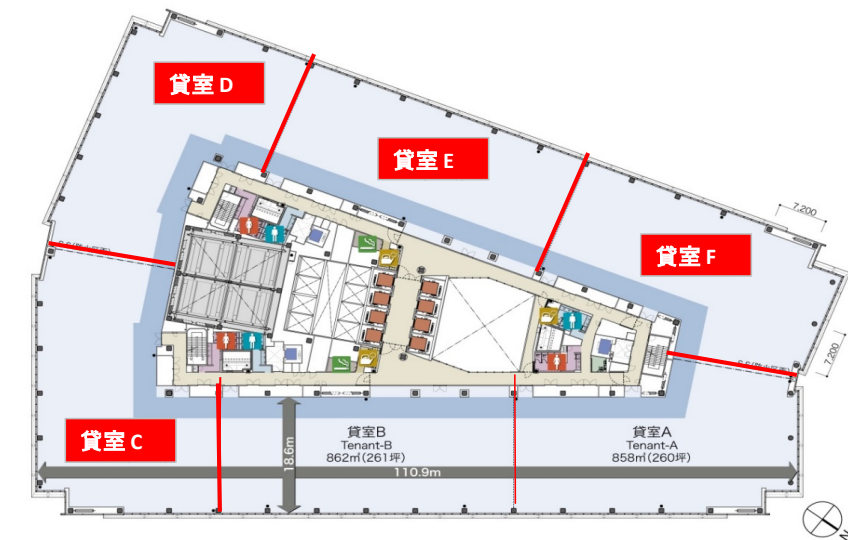 貸室 D
貸室 E
7,200
貸室 F
7,200
貸室 C
18.6m
貸室B
Tenant-B
862㎡(261坪)
貸室A
Tenant-A
858㎡(260坪)
110.9m
N